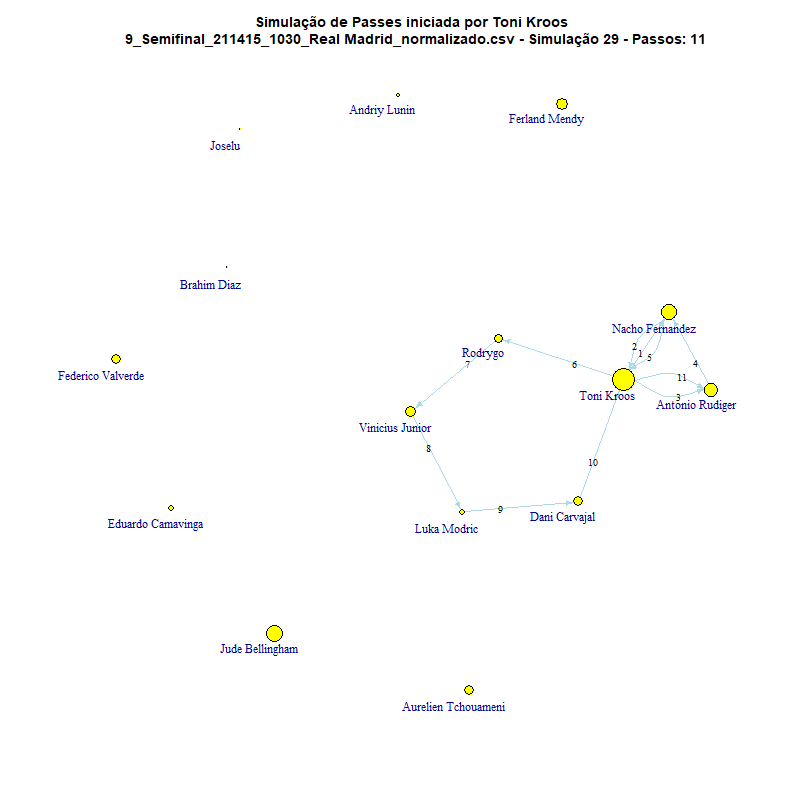 Simulação de Passes iniciada por Toni Kroos
9_Semifinal_211415_1030_Real Madrid_normalizado.csv - Simulação 29 - Passos: 11
Andriy Lunin
Ferland Mendy
Joselu
Brahim Diaz
Nacho Fernandez
2
1
5
Rodrygo
6
4
7
11
Federico Valverde
Toni Kroos
3
Antonio Rudiger
Vinicius Junior
8
10
9
Eduardo Camavinga
Luka Modric
Dani Carvajal
Jude Bellingham
Aurelien Tchouameni